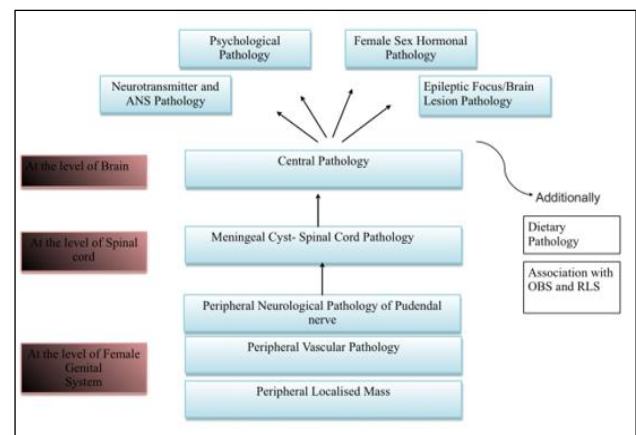 Psychological
Pathology
Female Sex Hormonal
Pathology
Neurotransmitter and
ANS Pathology
Epileptic Focus/Brain
Lesion Pathology
At the level of Brain
Central Pathology
Additionally
At the level of Spinal
cord
Meningeal Cyst- Spinal Cord Pathology
Dietary
Pathology
Association with
OBS and RLS
Peripheral Neurological Pathology of Pudendal
nerve
At the level of Female
Genital
System
Peripheral Vascular Pathology
Peripheral Localised Mass